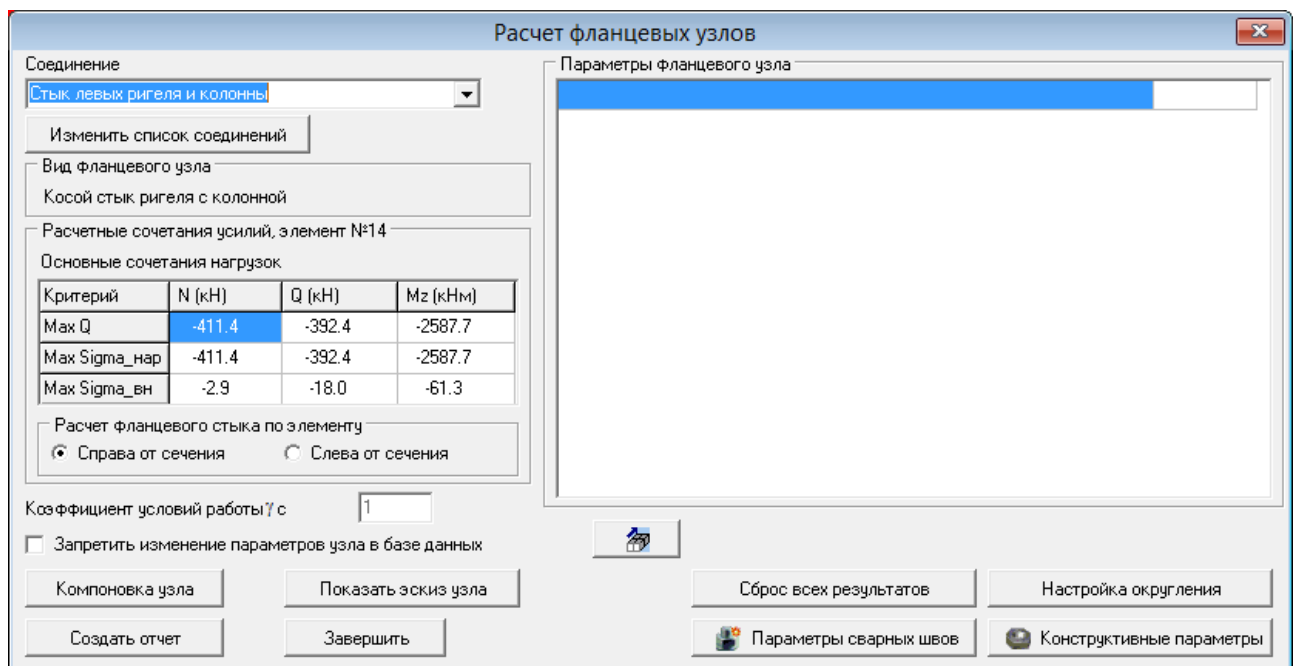 Расчет фланцевых узлов
Соединение
Стык левых ригеля и колонны
Изменить список соединений
Вид фланцевого узла
Косой стык ригеля с колонной
Расчетные сочетания усилий, элемент №14
Основные сочетания нагрузок
Критерий N (кН) Q (кН) Mz (кНм)
Max Q -411.4 -392.4 -2587.7
Max Sigma_нар -411.4 -392.4 -2587.7
Max Sigma_вн -2.9 -18.0 -61.3
Расчет фланцевого стыка по элементу
Справа от сечения Слева от сечения
Коэффициент условий работы γ с 1
Запретить изменение параметров узла в базе данных
Компоновка узла Показать эскиз узла
Создать отчет Завершить
Параметры фланцевого узла
Сброс всех результатов Настройка округления
Параметры сварных швов Конструктивные параметры